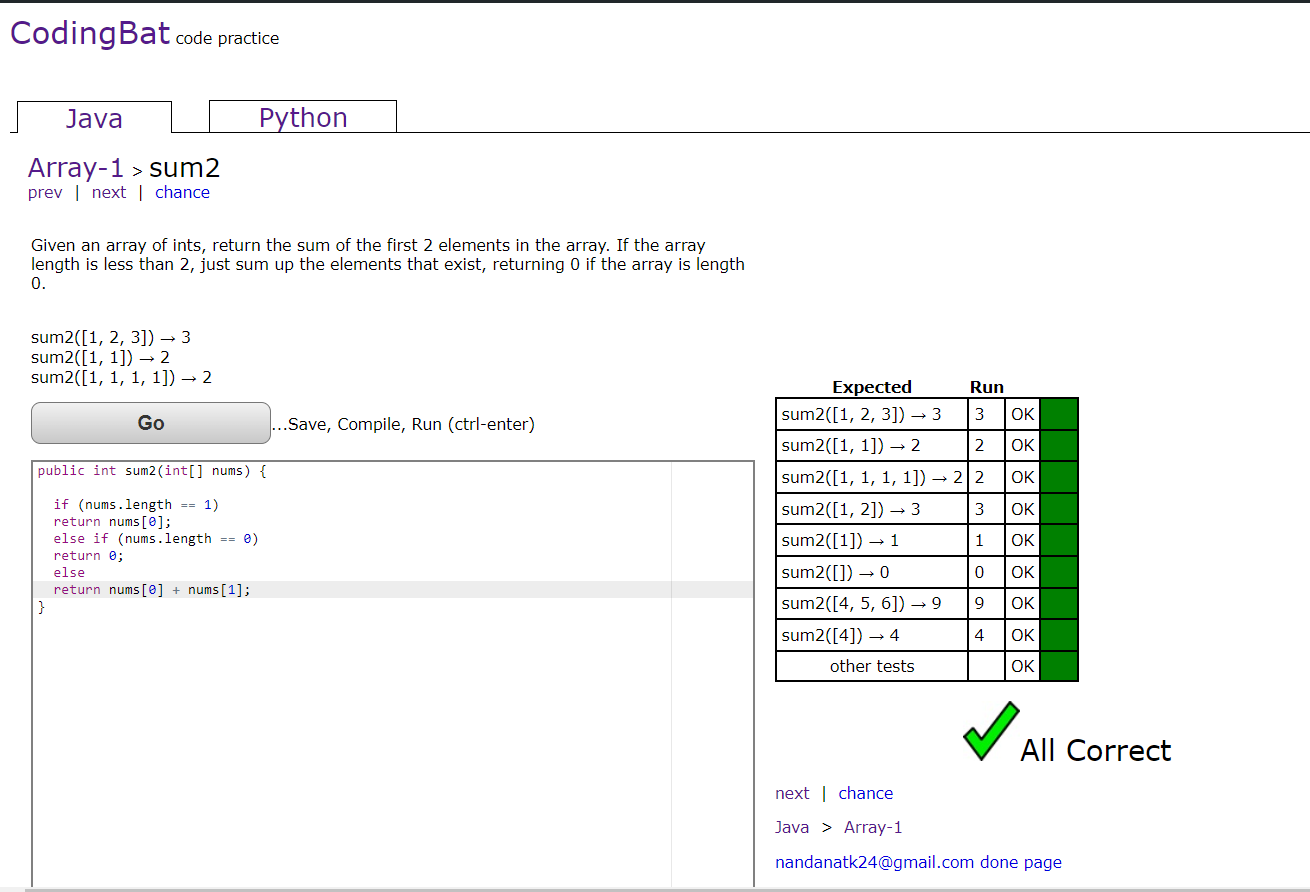 CodingBat code practice
Java Python
Array-1 > sum2
prev | next | chance
Given an array of ints, return the sum of the first 2 elements in the array. If the array
length is less than 2, just sum up the elements that exist, returning 0 if the array is length
0.
sum2([1, 2, 3]) → 3
sum2([1, 1]) → 2
sum2([1, 1, 1, 1]) → 2
Go ...Save, Compile, Run (ctrl-enter)
public int sum2(int[] nums) {
if (nums.length == 1)
return nums[0];
else if (nums.length == 0)
return 0;
else
return nums[0] + nums[1];
}
Expected Run
sum2([1, 2, 3]) → 3 3 OK
sum2([1, 1]) → 2 2 OK
sum2([1, 1, 1, 1]) → 2 2 OK
sum2([1, 2]) → 3 3 OK
sum2([1]) → 1 1 OK
sum2([]) → 0 0 OK
sum2([4, 5, 6]) → 9 9 OK
sum2([4]) → 4 4 OK
other tests OK
All Correct
next | chance
Java > Array-1
nandanatk24@gmail.com done page